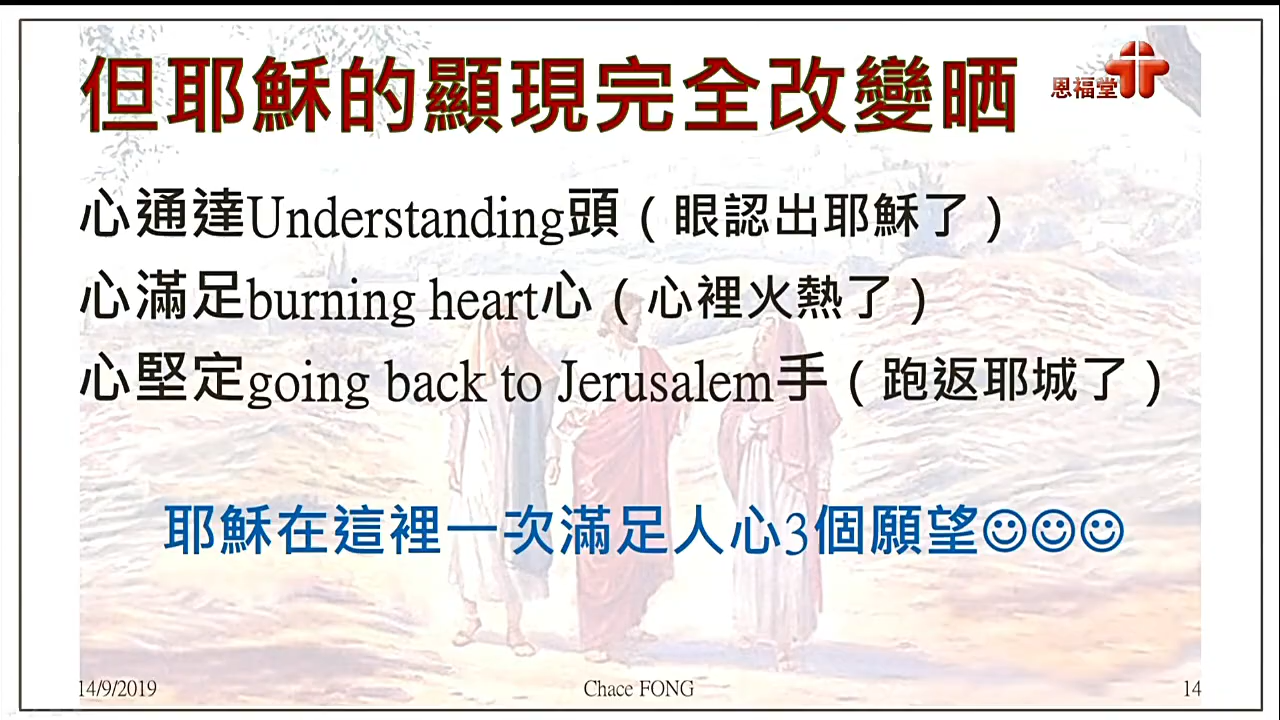 但耶穌的顯現完全改變晒
恩福堂
心通達Understanding頭（眼認出耶穌了）
心滿足burning heart心（心裡火熱了）
心堅定going back to Jerusalem手（跑返耶城了）
耶穌在這裡一次滿足人心3個願望☺☺☺
14/9/2019
Chace FONG
14